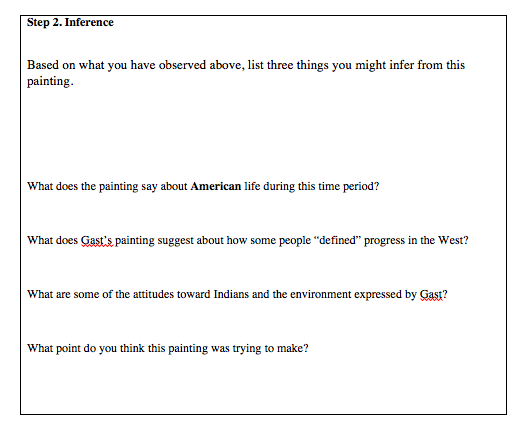 Step 2. Inference
Based on what you have observed above, list three things you might infer from this
painting.
What does the painting say about American life during this time period?
What does Gast's painting suggest about how some people “defined” progress in the West?
What are some of the attitudes toward Indians and the environment expressed by Gast?
What point do you think this painting was trying to make?